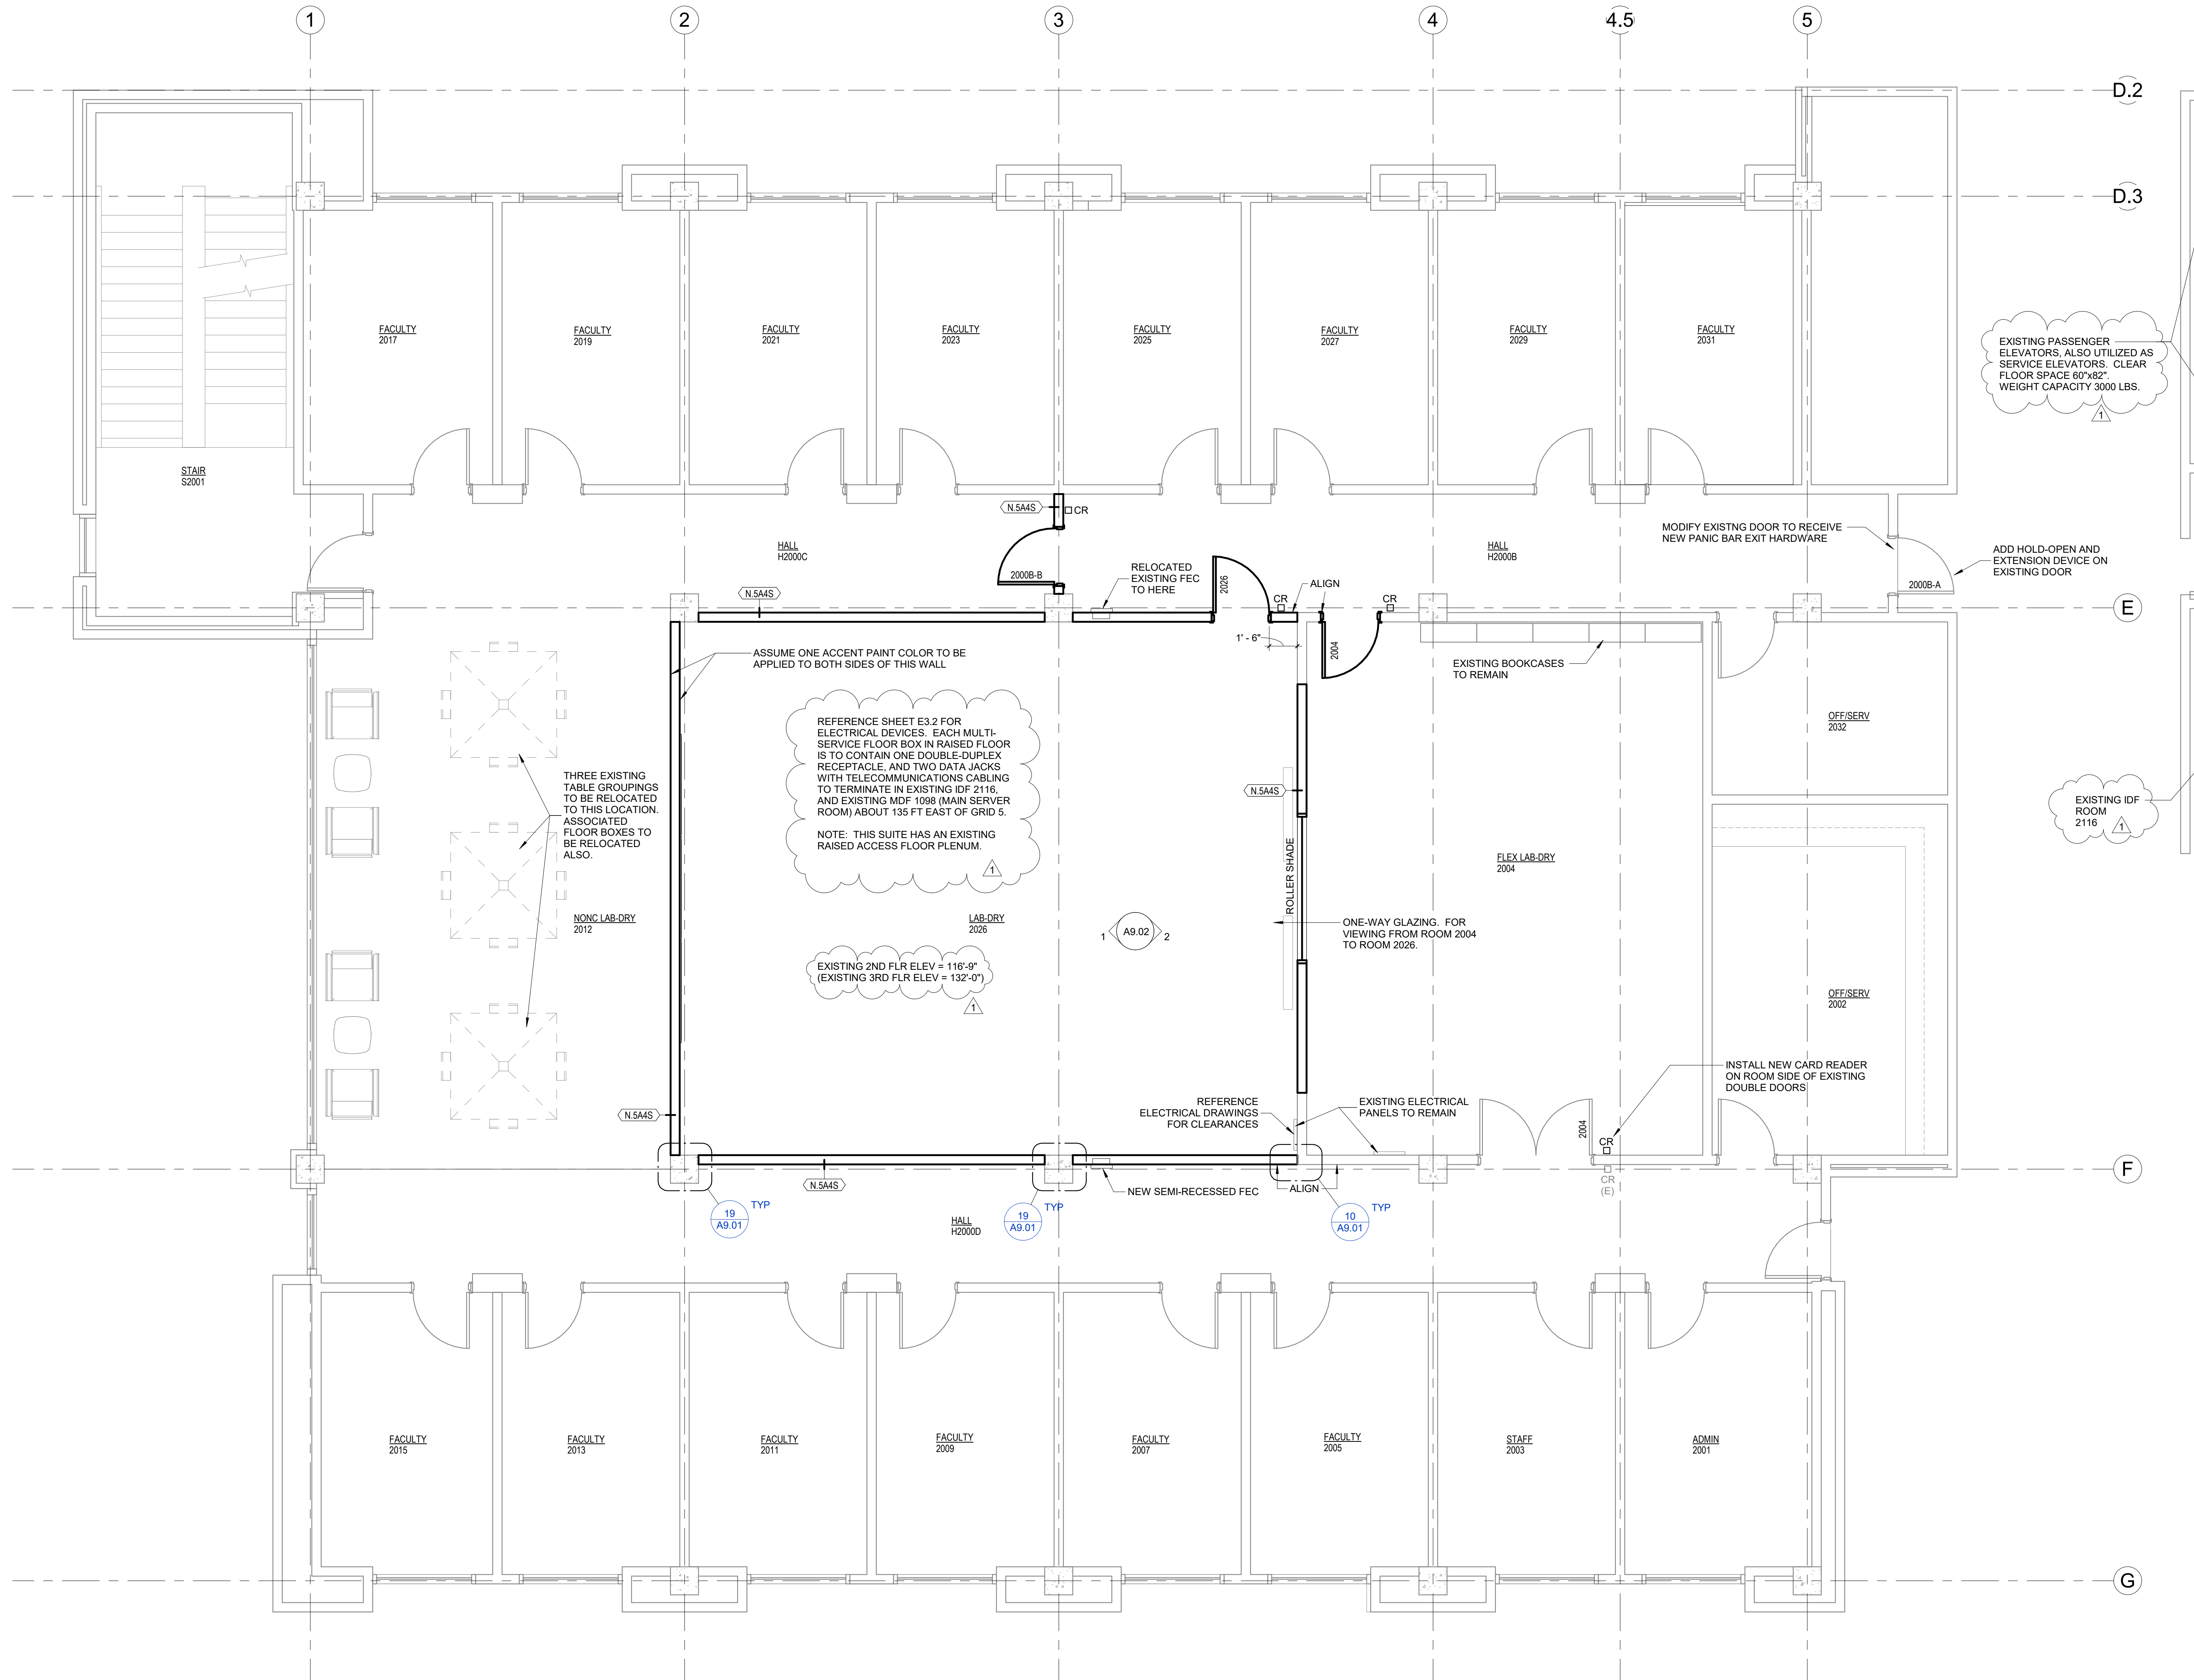 1
2
3
4
4.5
5
D.2
D.3
FACULTY
2017
FACULTY
2019
FACULTY
2021
FACULTY
2023
FACULTY
2025
FACULTY
2027
FACULTY
2029
FACULTY
2031
EXISTING PASSENGER
ELEVATORS, ALSO UTILIZED AS
SERVICE ELEVATORS.  CLEAR
FLOOR SPACE 60"x82".
WEIGHT CAPACITY 3000 LBS.
1
STAIR
S2001
N.5A4S
CR
HALL
H2000C
2000B-B
RELOCATED
EXISTING FEC
TO HERE
2026
CR
ALIGN
CR
HALL
H2000B
MODIFY EXISTNG DOOR TO RECEIVE
NEW PANIC BAR EXIT HARDWARE
ADD HOLD-OPEN AND
EXTENSION DEVICE ON
EXISTING DOOR
2000B-A
N.5A4S
E
1' - 6"
2004
ASSUME ONE ACCENT PAINT COLOR TO BE
APPLIED TO BOTH SIDES OF THIS WALL
EXISTING BOOKCASES
TO REMAIN
REFERENCE SHEET E3.2 FOR
ELECTRICAL DEVICES.  EACH MULTI-
SERVICE FLOOR BOX IN RAISED FLOOR
IS TO CONTAIN ONE DOUBLE-DUPLEX
RECEPTACLE, AND TWO DATA JACKS
WITH TELECOMMUNICATIONS CABLING
TO TERMINATE IN EXISTING IDF 2116,
AND EXISTING MDF 1098 (MAIN SERVER
ROOM) ABOUT 135 FT EAST OF GRID 5.
NOTE:  THIS SUITE HAS AN EXISTING
RAISED ACCESS FLOOR PLENUM.
1
OFF/SERV
2032
THREE EXISTING
TABLE GROUPINGS
TO BE RELOCATED
TO THIS LOCATION.
ASSOCIATED
FLOOR BOXES TO
BE RELOCATED
ALSO.
N.5A4S
ROLLER SHADE
EXISTING IDF
ROOM
2116
1
FLEX LAB-DRY
2004
NONC LAB-DRY
2012
LAB-DRY
2026
1
A9.02
2
ONE-WAY GLAZING.  FOR
VIEWING FROM ROOM 2004
TO ROOM 2026.
EXISTING 2ND FLR ELEV = 116'-9"
(EXISTING 3RD FLR ELEV = 132'-0")
1
OFF/SERV
2002
INSTALL NEW CARD READER
ON ROOM SIDE OF EXISTING
DOUBLE DOORS
REFERENCE
ELECTRICAL DRAWINGS
FOR CLEARANCES
EXISTING ELECTRICAL
PANELS TO REMAIN
N.5A4S
2004
CR
F
N.5A4S
NEW SEMI-RECESSED FEC
ALIGN
CR
(E)
19
A9.01
TYP
19
A9.01
TYP
10
A9.01
TYP
HALL
H2000D
FACULTY
2015
FACULTY
2013
FACULTY
2011
FACULTY
2009
FACULTY
2007
FACULTY
2005
STAFF
2003
ADMIN
2001
G